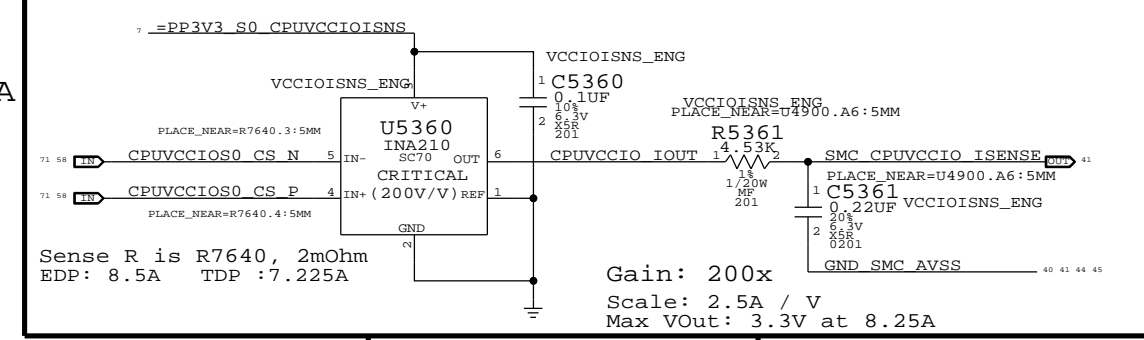 7 =PP3V3_S0_CPUVCCIOISNS
A
VCCIOISNS_ENG
3
V+
VCCIOISNS_ENG
1 C5360
0.1UF
10%
6.3V
2 X5R
201
PLACE_NEAR=R7640.3:5MM
71 58 IN CPUVCCIOS0_CS_N 5 IN-
U5360
INA210
SC70 OUT 6
CRITICAL
(200V/V) REF 1
71 58 IN CPUVCCIOS0_CS_P 4 IN+
PLACE_NEAR=R7640.4:5MM
GND
2
CPUVCCIO_IOUT
VCCIOISNS_ENG
PLACE_NEAR=U4900.A6:5MM
R5361
1 4.53K 2
1%
1/20W
MF
201
SMC_CPUVCCIO_ISENSE OUT 41
PLACE_NEAR=U4900.A6:5MM
1 C5361
0.22UF VCCIOISNS_ENG
20%
6.3V
2 X5R
0201
GND_SMC_AVSS 40 41 44 45
Sense R is R7640, 2mOhm
EDP: 8.5A TDP :7.225A
Gain: 200x
Scale: 2.5A / V
Max VOut: 3.3V at 8.25A